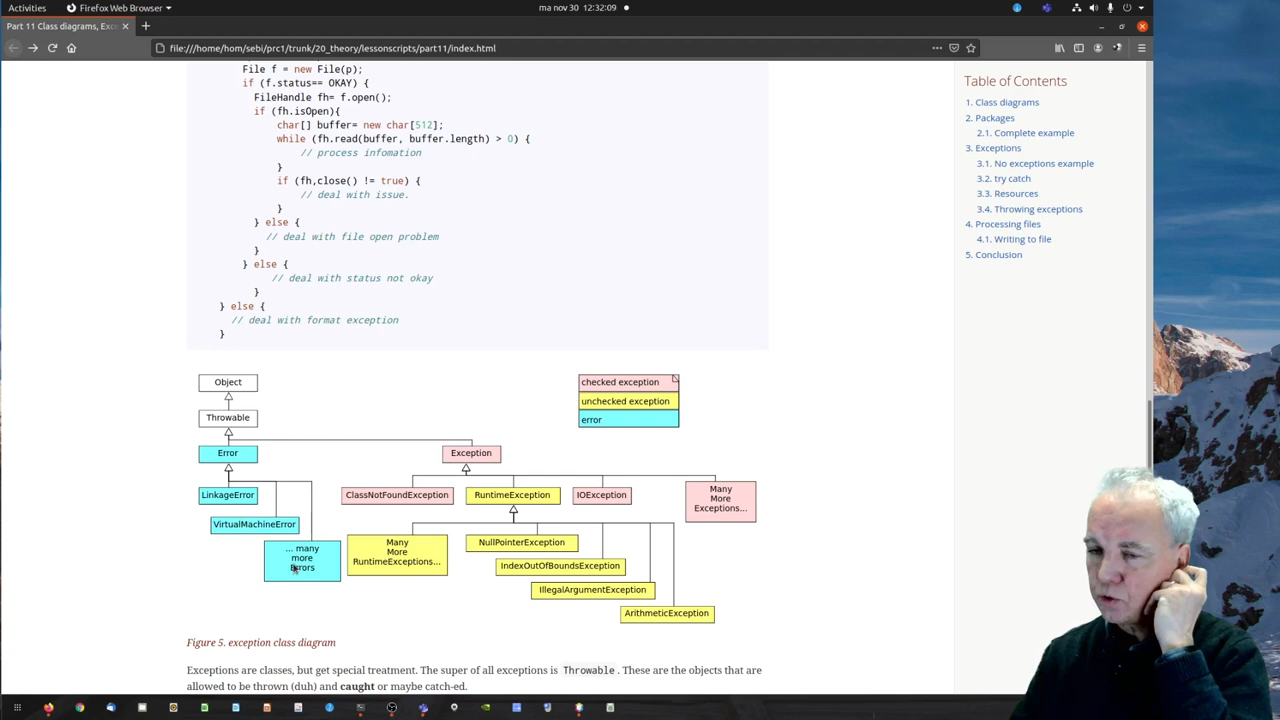 Activities
Firefox Web Browser
ma nov 30 12:32:09
Part 11 Class diagrams, Exc
file:///home/hom/sebi/prc1/trunk/20_theory/lessonscripts/part11/index.html
File f = new File(p);
if (f.status== OKAY) {
FileHandle fh= f.open();
if (fh.isOpen){
char[] buffer= new char[512];
while (fh.read(buffer, buffer.length) > 0) {
// process infomation
}
if (fh,close() != true) {
// deal with issue.
}
} else {
// deal with file open problem
}
} else {
// deal with status not okay
}
} else {
// deal with format exception
}
Object
Throwable
Error
LinkageError
VirtualMachineError
... many
more
Errors
checked exception
unchecked exception
error
Exception
ClassNotFoundException
RuntimeException
IOException
Many
More
Exceptions...
Many
More
RuntimeExceptions...
NullPointerException
IndexOutOfBoundsException
IllegalArgumentException
ArithmeticException
Figure 5. exception class diagram
Exceptions are classes, but get special treatment. The super of all exceptions is Throwable. These are the objects that are
allowed to be thrown (duh) and caught or maybe catch-ed.
Table of Contents
1. Class diagrams
2. Packages
2.1. Complete example
3. Exceptions
3.1. No exceptions example
3.2. try catch
3.3. Resources
3.4. Throwing exceptions
4. Processing files
4.1. Writing to file
5. Conclusion